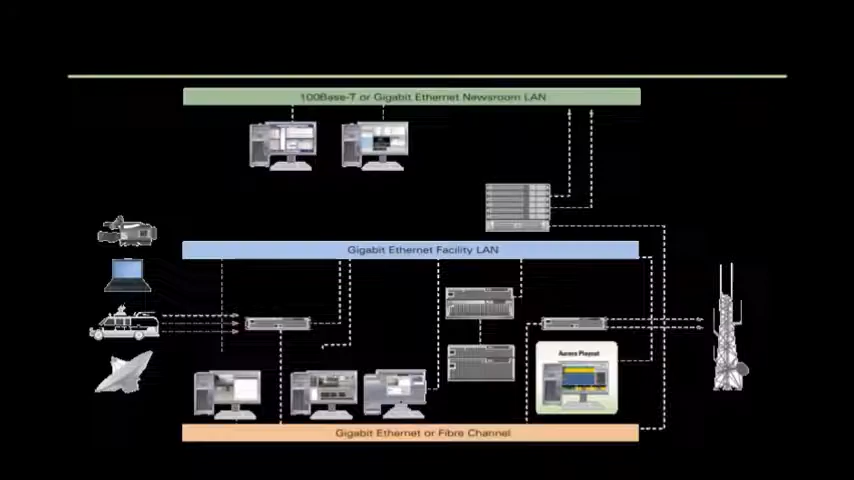 100Base-T or Gigabit Ethernet Newsroom LAN
Gigabit Ethernet Facility LAN
Aurora Playout
Gigabit Ethernet or Fibre Channel